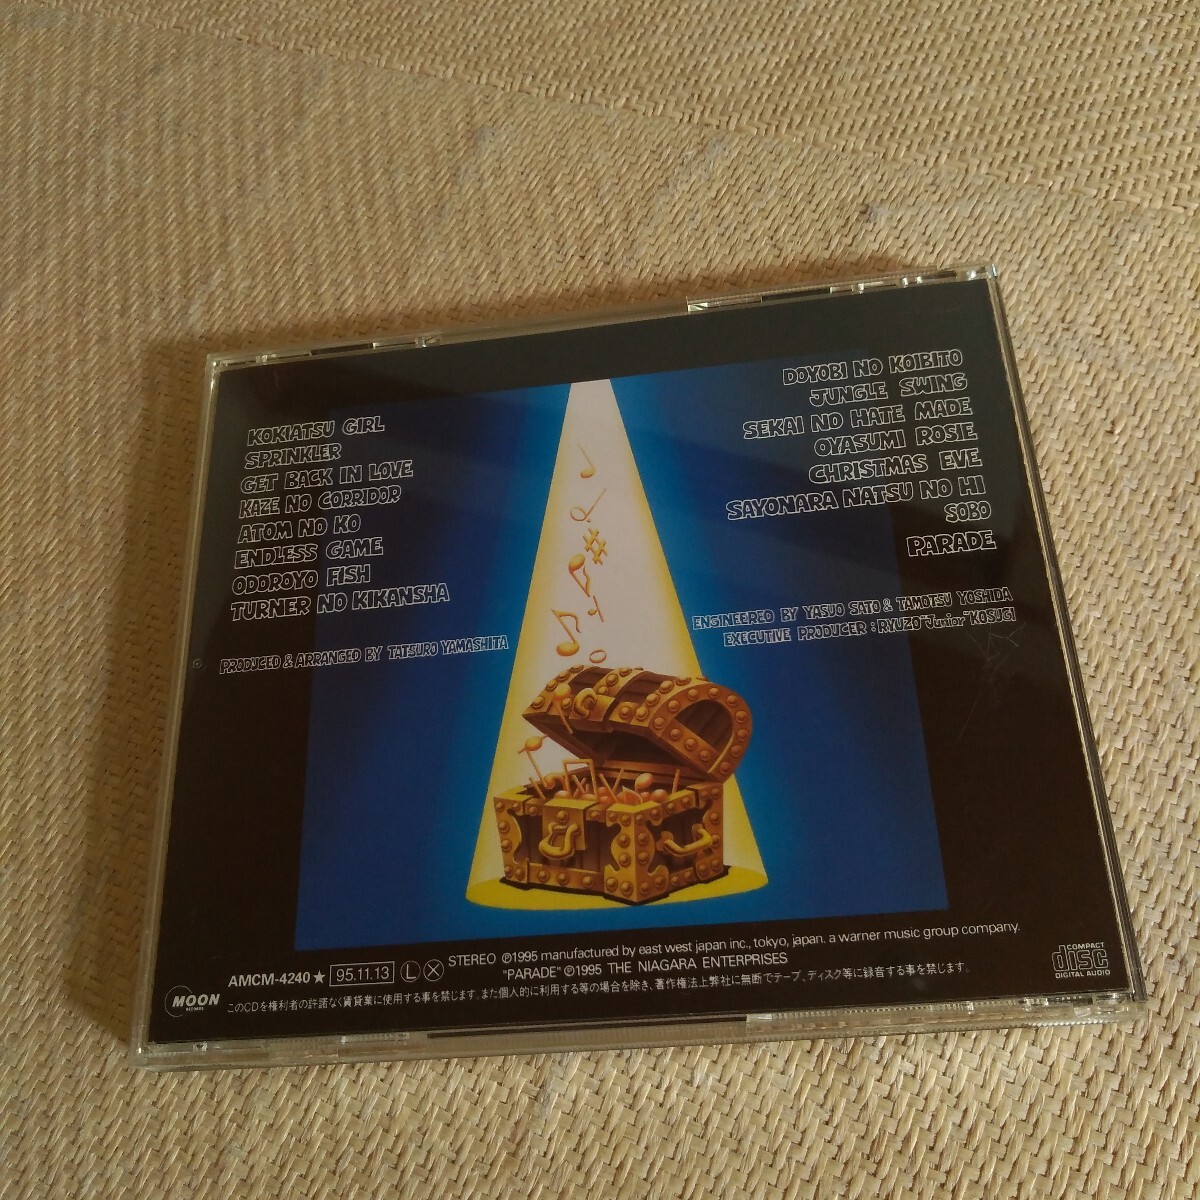 KOKIATSU GIRL
SPRINKLER
GET BACK IN LOVE
KAZE NO CORRIDOR
ATOM NO KO
ENDLESS GAME
ODOROYO FISH
TURNER NO KIKANSHA
PRODUCED & ARRANGED BY TATSURO YAMASHITA
DOYOBI NO KOIBITO
JUNGLE SWING
SEKAI NO HATE MADE
OYASUMI ROSIE
CHRISTMAS EVE
SAYONARA NATSU NO HI
SOBO
PARADE
ENGINEERED BY YASUO SATO & TAMOTSU YOSHIDA
EXECUTIVE PRODUCER : RYUZO "Junior" KOSUGI
STEREO ℗1995 manufactured by east west japan inc., tokyo, japan. a warner music group company.
AMCM-4240★ 95.11.13 Ⓛ Ⓧ "PARADE" ℗1995 THE NIAGARA ENTERPRISES
このCDを権利者の許諾なく賃貸業に使用する事を禁じます。また個人的に利用する等の場合を除き、著作権法上弊社に無断でテープ、ディスク等に録音する事を禁じます。
MOON
RECORDS
COMPACT
disc
DIGITAL AUDIO